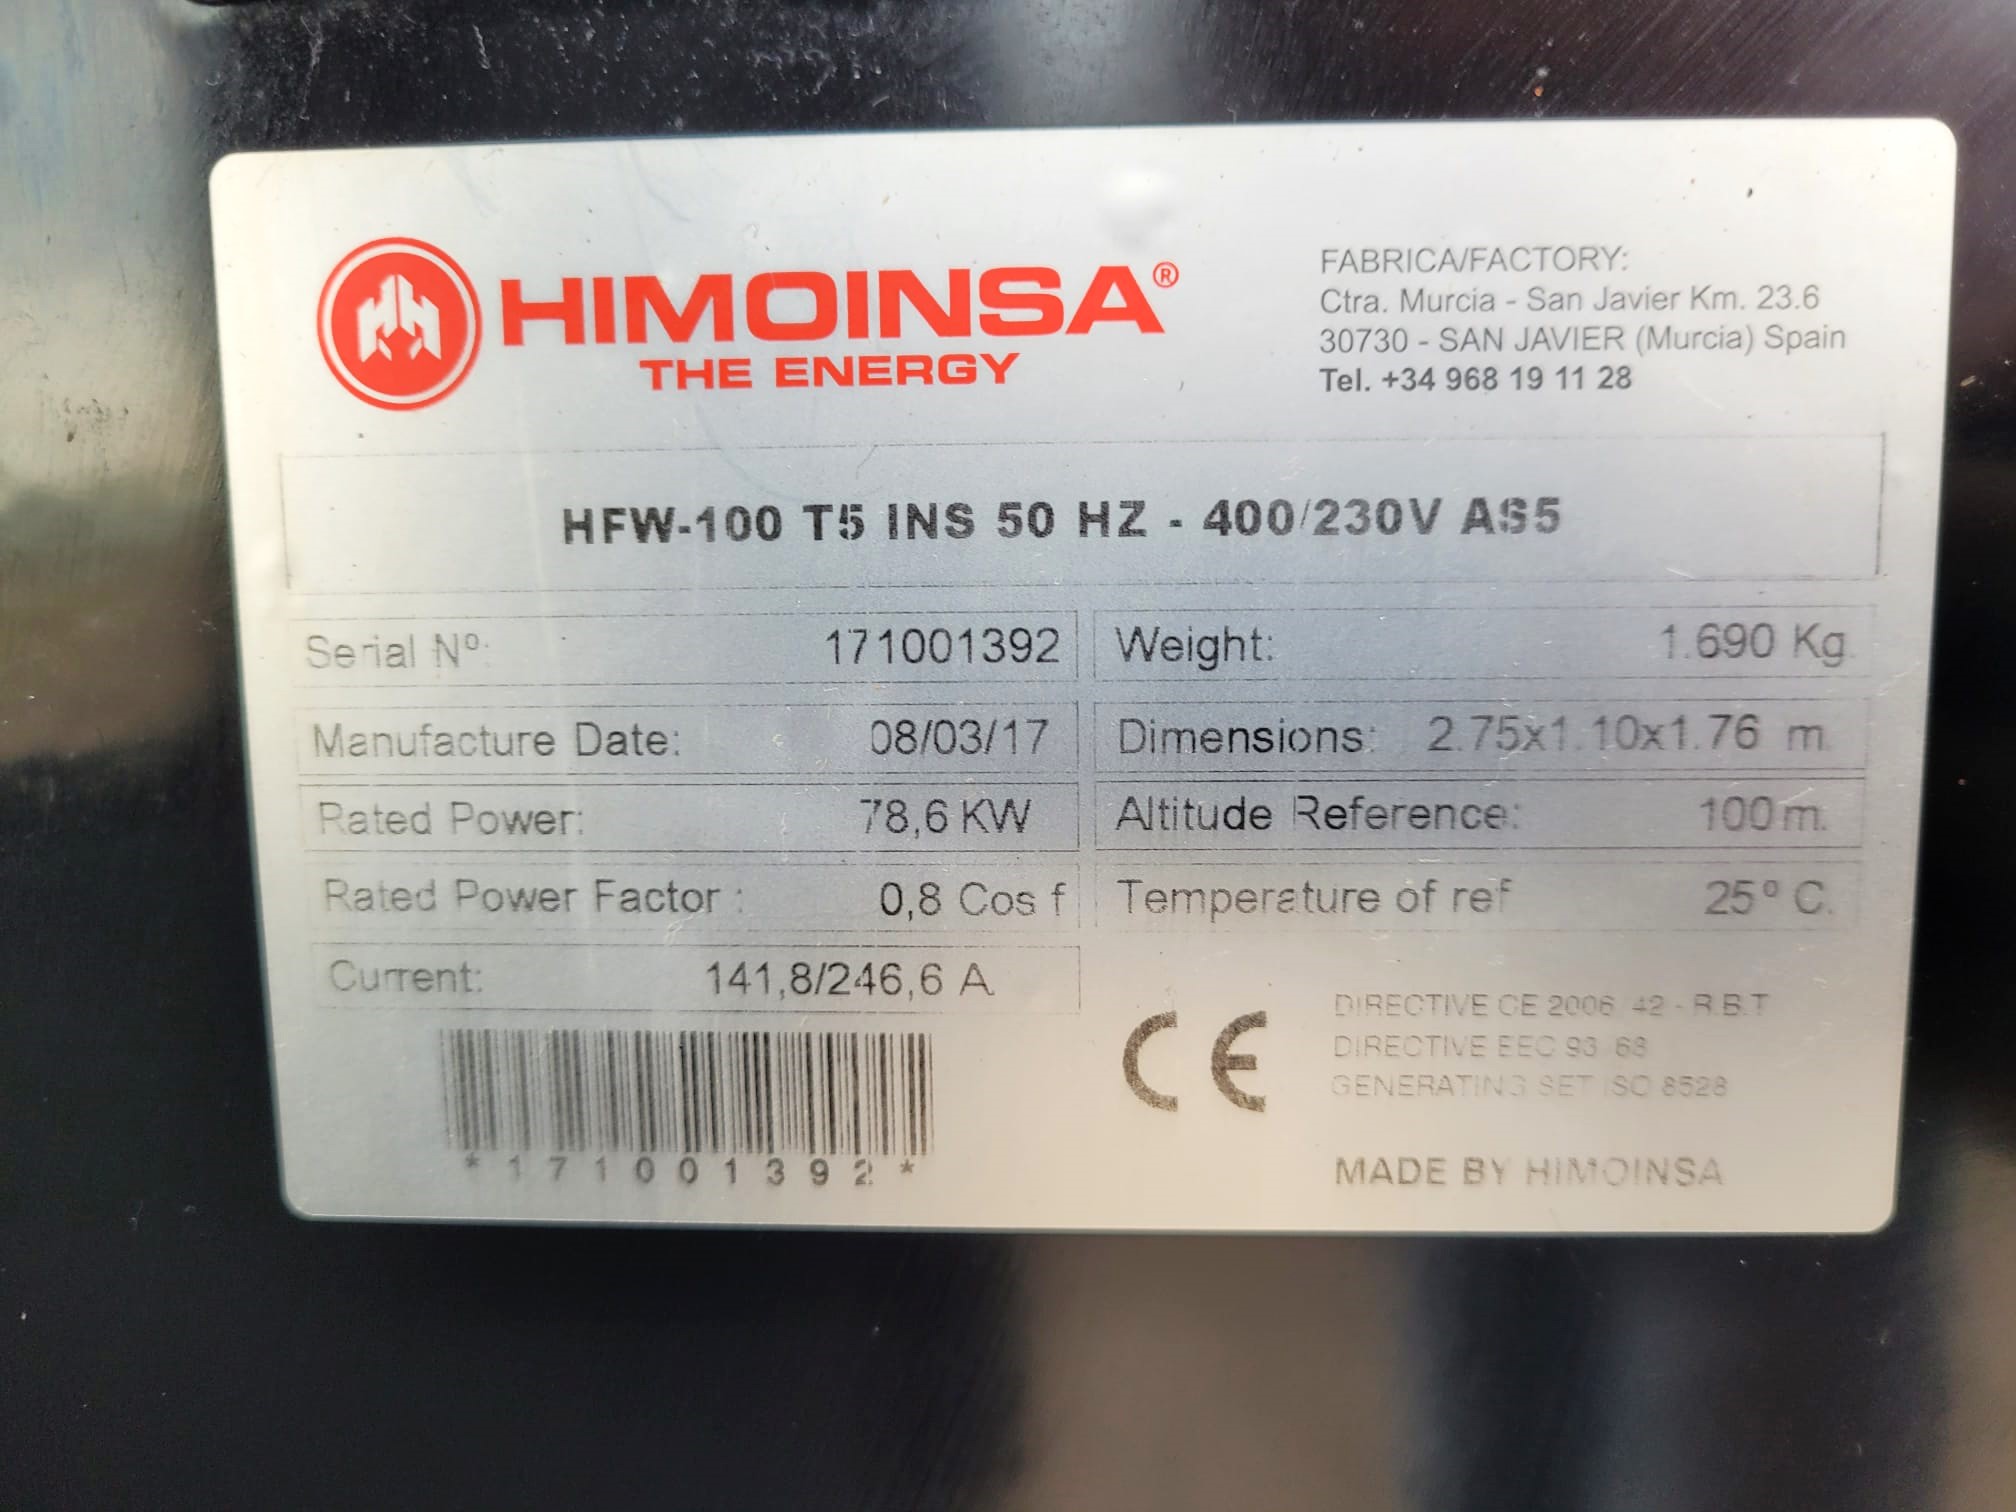 HIMOINSA®
THE ENERGY
FABRICA/FACTORY:
Ctra. Murcia - San Javier Km. 23.6
30730 - SAN JAVIER (Murcia) Spain
Tel. +34 968 19 11 28
HFW-100 T5 INS 50 HZ - 400/230V AS5
Serial Nº: 171001392
Weight: 1.690 Kg.
Manufacture Date: 08/03/17
Dimensions: 2.75x1.10x1.76 m.
Rated Power: 78,6 KW
Altitude Reference: 100 m.
Rated Power Factor : 0,8 Cos f
Temperature of ref 25º C.
Current: 141,8/246,6 A
*171001392*
CE
DIRECTIVE CE 2006/42 - R.B.T
DIRECTIVE EEC 93/68
GENERATING SET ISO 8528
MADE BY HIMOINSA